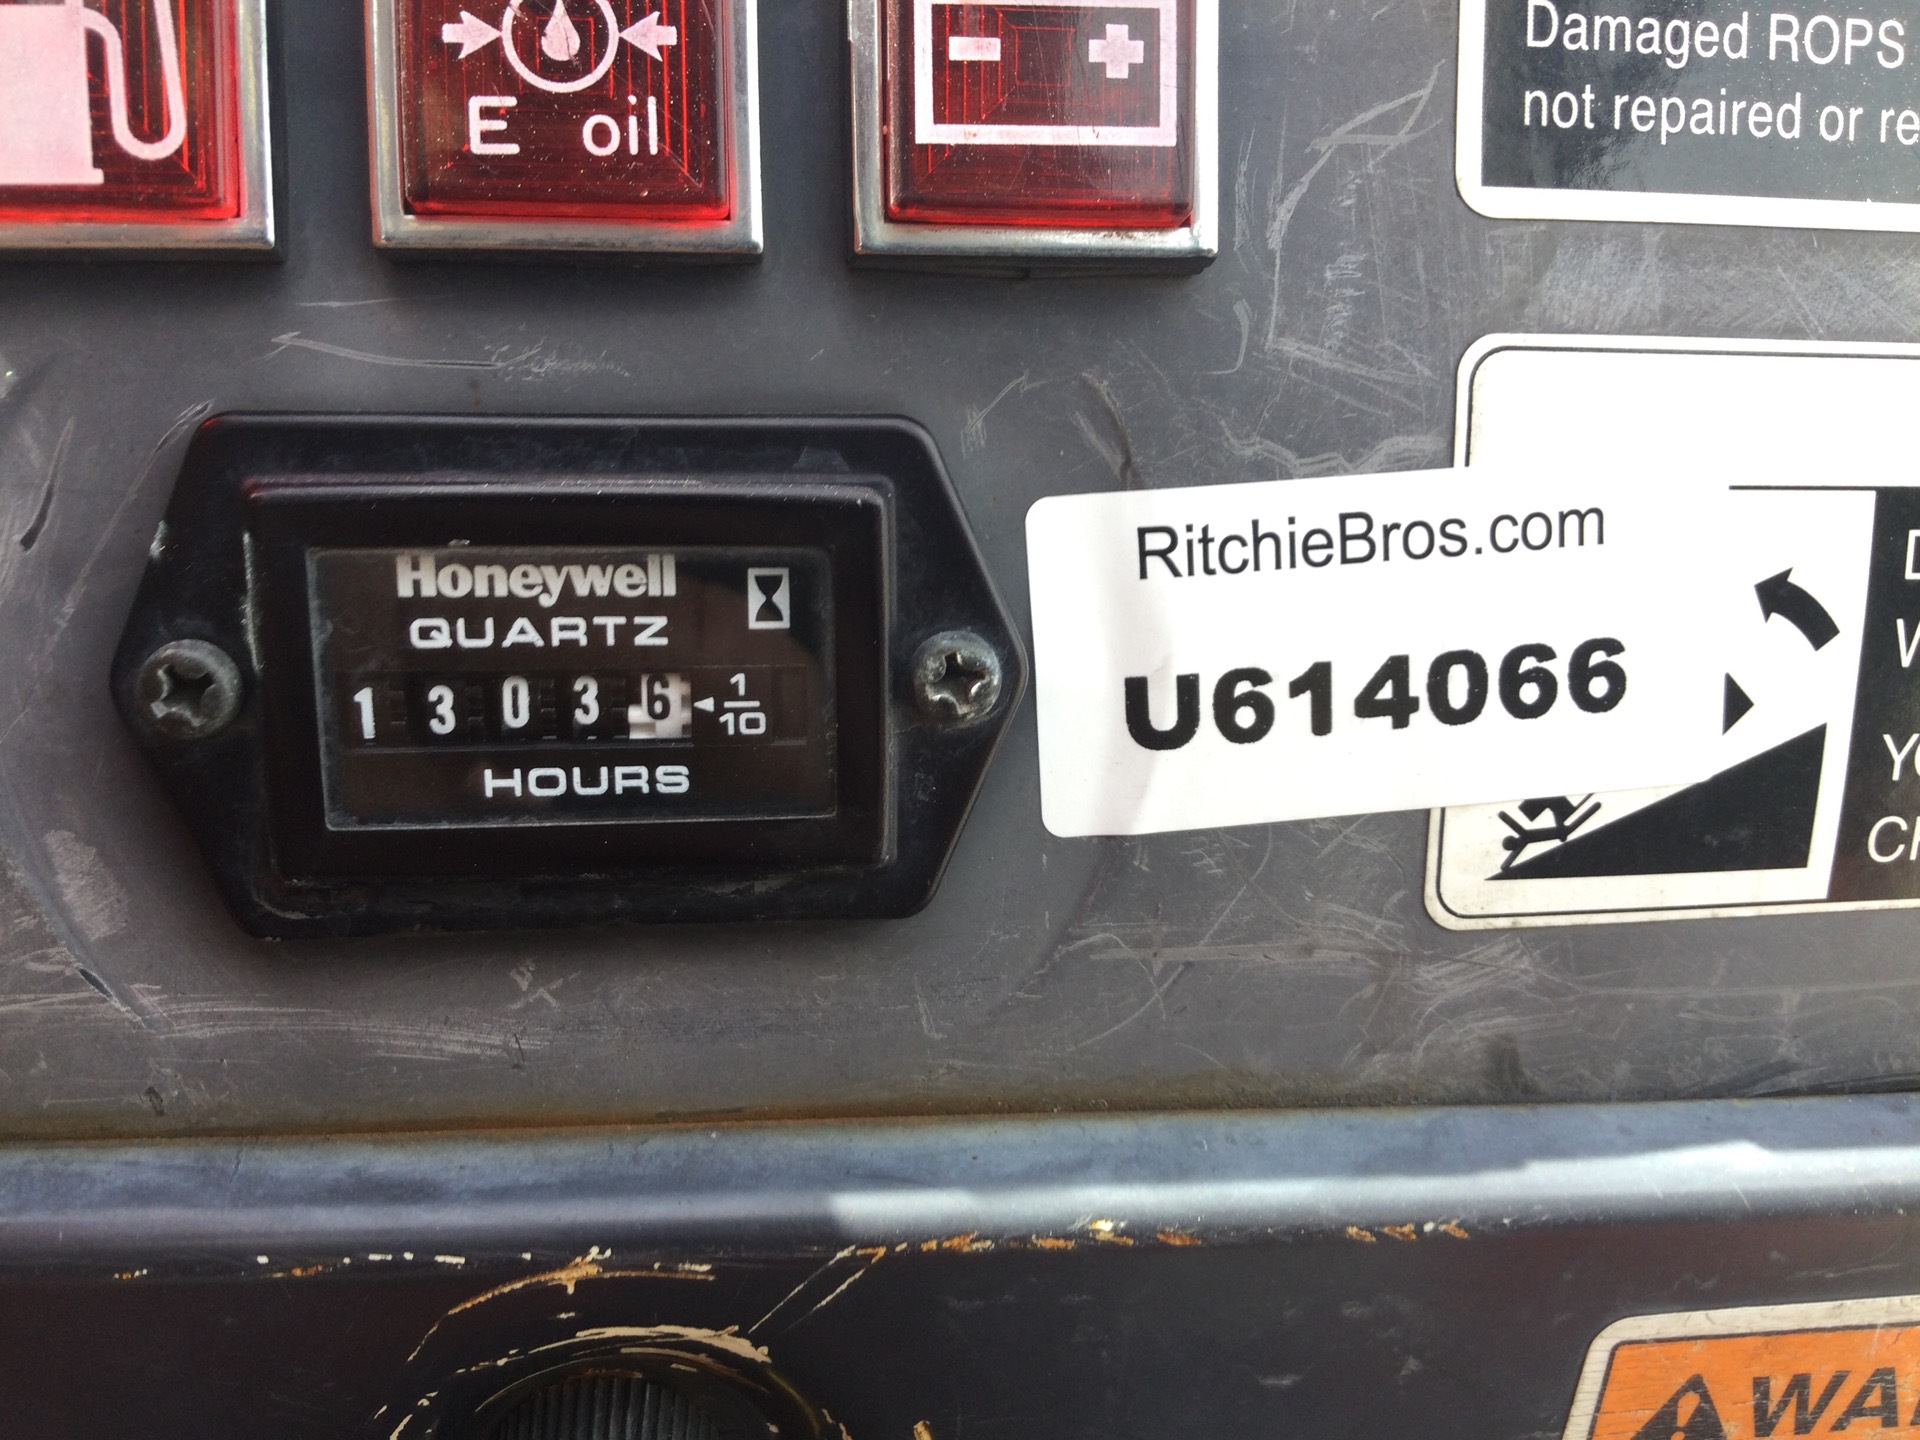 E oil
- +
Damaged ROPS
not repaired or re
Honeywell
QUARTZ
1 3 0 3 6 1/10
HOURS
RitchieBros.com
U614066